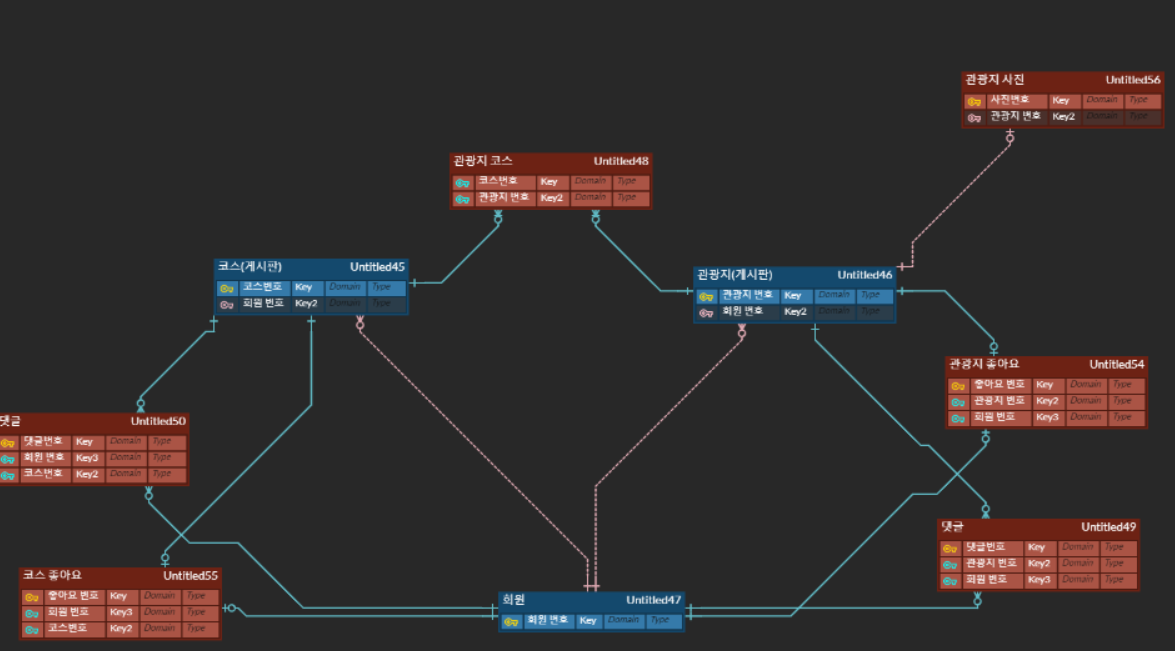 관광지 사진 Untitled56
사진번호 Key Domain Type
관광지 번호 Key2 Domain Type
관광지 코스 Untitled48
코스번호 Key Domain Type
관광지 번호 Key2 Domain Type
코스(게시판) Untitled45
코스번호 Key Domain Type
회원 번호 Key2 Domain Type
관광지(게시판) Untitled46
관광지 번호 Key Domain Type
회원 번호 Key2 Domain Type
관광지 좋아요 Untitled54
좋아요 번호 Key Domain Type
관광지 번호 Key2 Domain Type
회원 번호 Key3 Domain Type
댓글 Untitled50
댓글번호 Key Domain Type
회원 번호 Key3 Domain Type
코스번호 Key2 Domain Type
댓글 Untitled49
댓글번호 Key Domain Type
관광지 번호 Key2 Domain Type
회원 번호 Key3 Domain Type
코스 좋아요 Untitled55
좋아요 번호 Key Domain Type
회원 번호 Key3 Domain Type
코스번호 Key2 Domain Type
회원 Untitled47
회원 번호 Key Domain Type